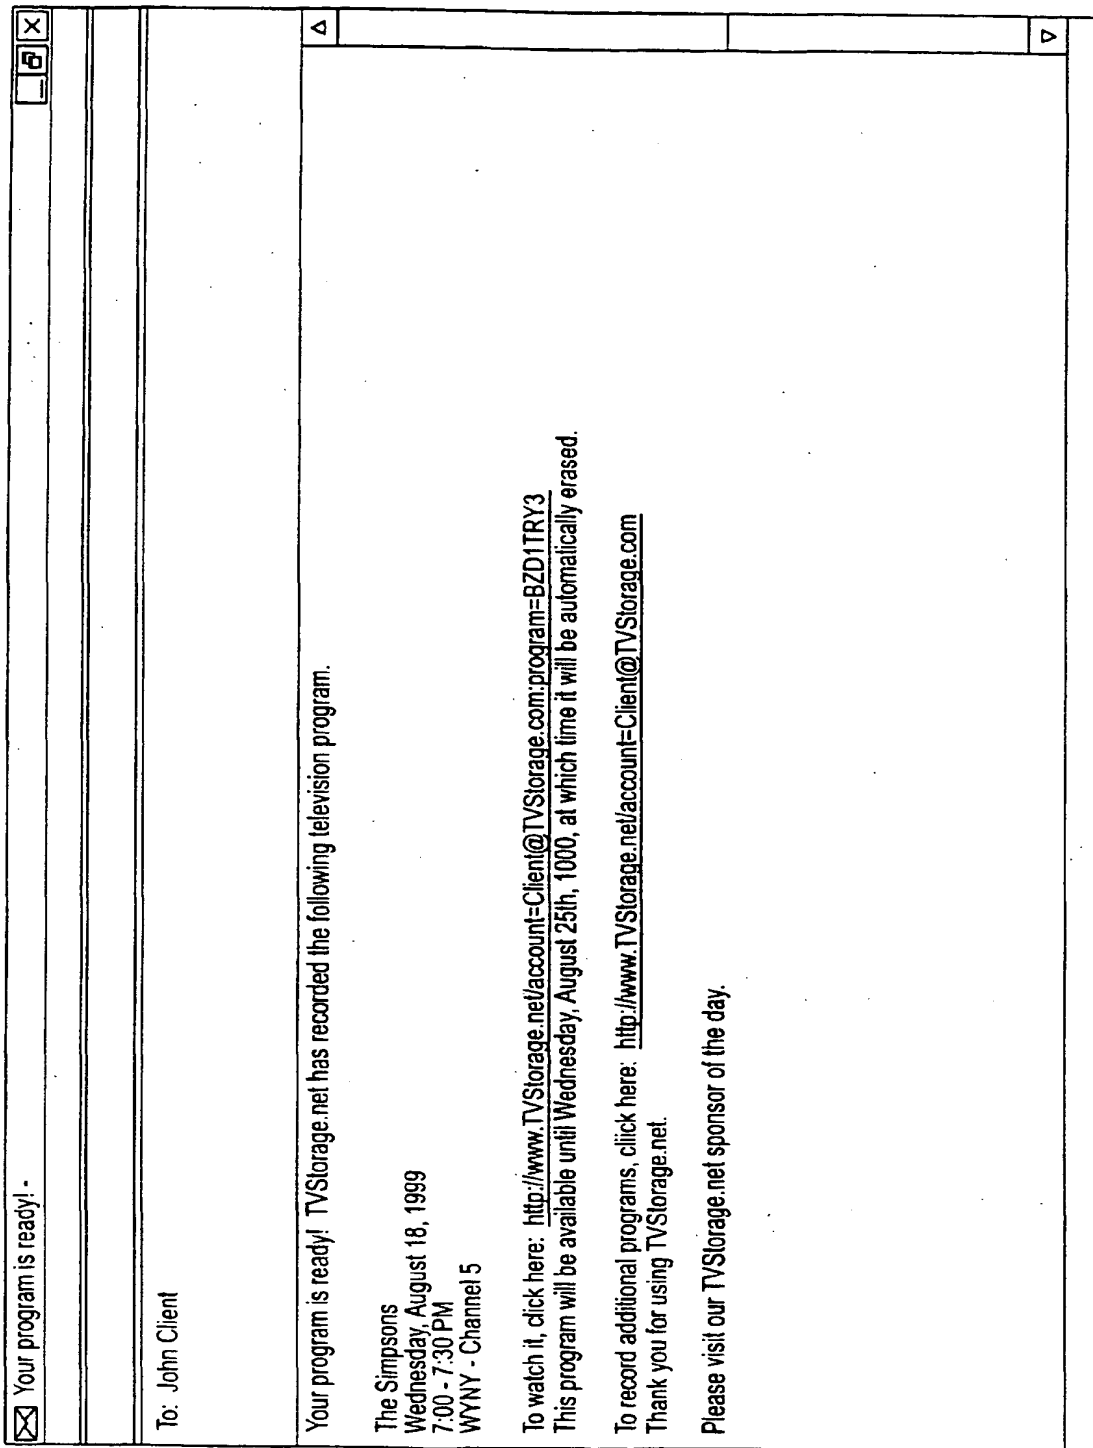 Your program is ready! -
To: John Client
Your program is ready! TVStorage.net has recorded the following television program.
The Simpsons
Wednesday, August 18, 1999
7:00 - 7:30 PM
WYNY - Channel 5
To watch it, click here: http://www.TVStorage.net/account=Client@TVStorage.com:program=BZD1TRY3
This program will be available until Wednesday, August 25th, 1000, at which time it will be automatically erased.
To record additional programs, cliick here: http://www.TVStorage.net/account=Client@TVStorage.com
Thank you for using TVStorage.net.
Please visit our TVStorage.net sponsor of the day.